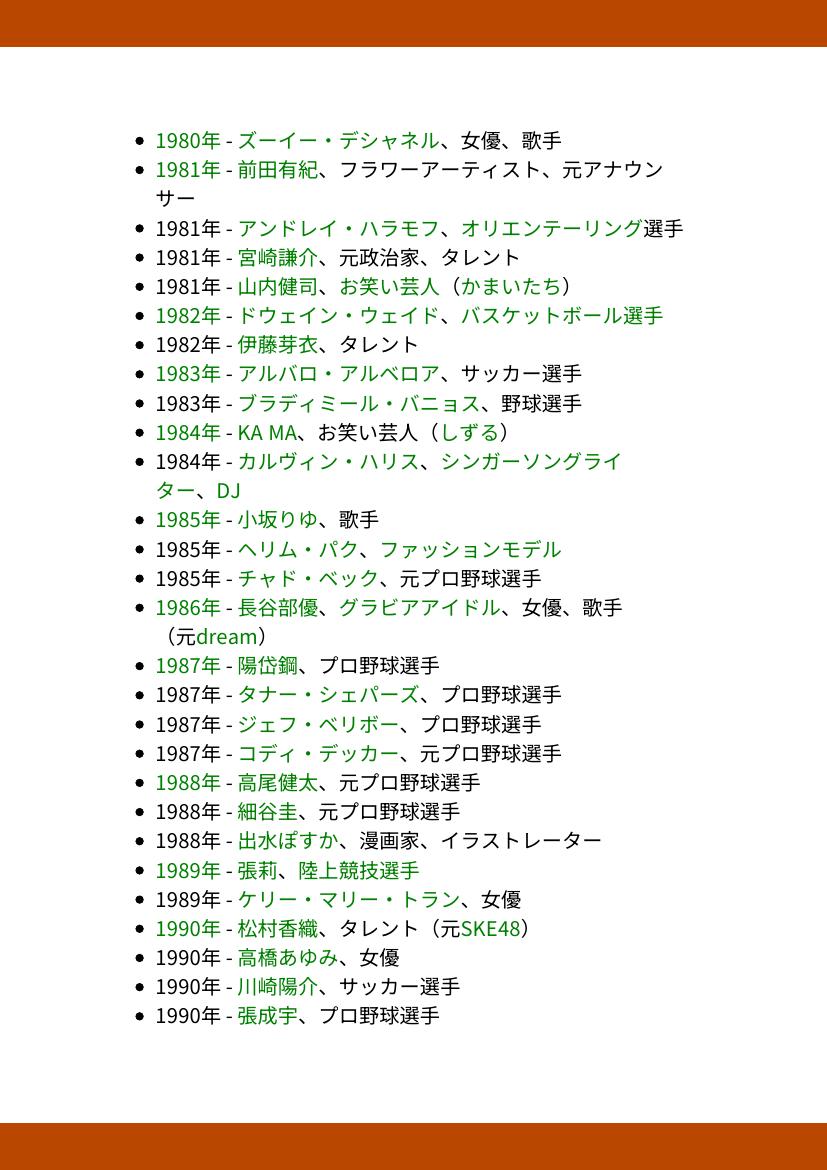 • 1980年 - ズーイー・デシャネル、女優、歌手
• 1981年 - 前田有紀、フラワーアーティスト、元アナウン
サー
• 1981年 - アンドレイ・ハラモフ、オリエンテーリング選手
• 1981年 - 宮崎謙介、元政治家、タレント
• 1981年 - 山内健司、お笑い芸人（かまいたち）
• 1982年 - ドウェイン・ウェイド、バスケットボール選手
• 1982年 - 伊藤芽衣、タレント
• 1983年 - アルバロ・アルベロア、サッカー選手
• 1983年 - ブラディミール・バニョス、野球選手
• 1984年 - KA MA、お笑い芸人（しずる）
• 1984年 - カルヴィン・ハリス、シンガーソングライ
ター、DJ
• 1985年 - 小坂りゆ、歌手
• 1985年 - ヘリム・パク、ファッションモデル
• 1985年 - チャド・ベック、元プロ野球選手
• 1986年 - 長谷部優、グラビアアイドル、女優、歌手
（元dream）
• 1987年 - 陽岱鋼、プロ野球選手
• 1987年 - タナー・シェパーズ、プロ野球選手
• 1987年 - ジェフ・ベリボー、プロ野球選手
• 1987年 - コディ・デッカー、元プロ野球選手
• 1988年 - 高尾健太、元プロ野球選手
• 1988年 - 細谷圭、元プロ野球選手
• 1988年 - 出水ぽすか、漫画家、イラストレーター
• 1989年 - 張莉、陸上競技選手
• 1989年 - ケリー・マリー・トラン、女優
• 1990年 - 松村香織、タレント（元SKE48）
• 1990年 - 高橋あゆみ、女優
• 1990年 - 川崎陽介、サッカー選手
• 1990年 - 張成宇、プロ野球選手